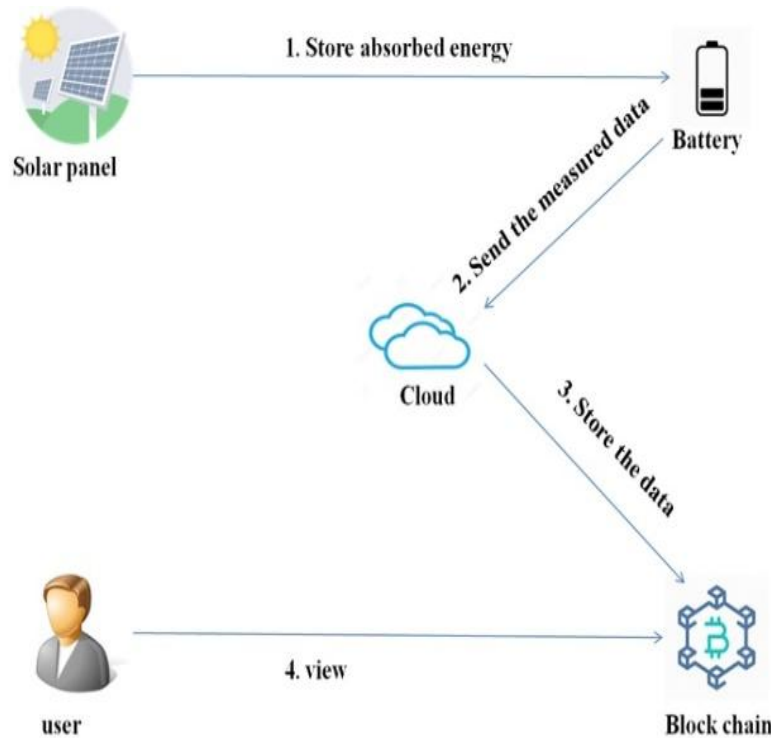 1. Store absorbed energy
Solar panel
Battery
2. Send the measured data
Cloud
3. Store the data
4. view
user
Block chain